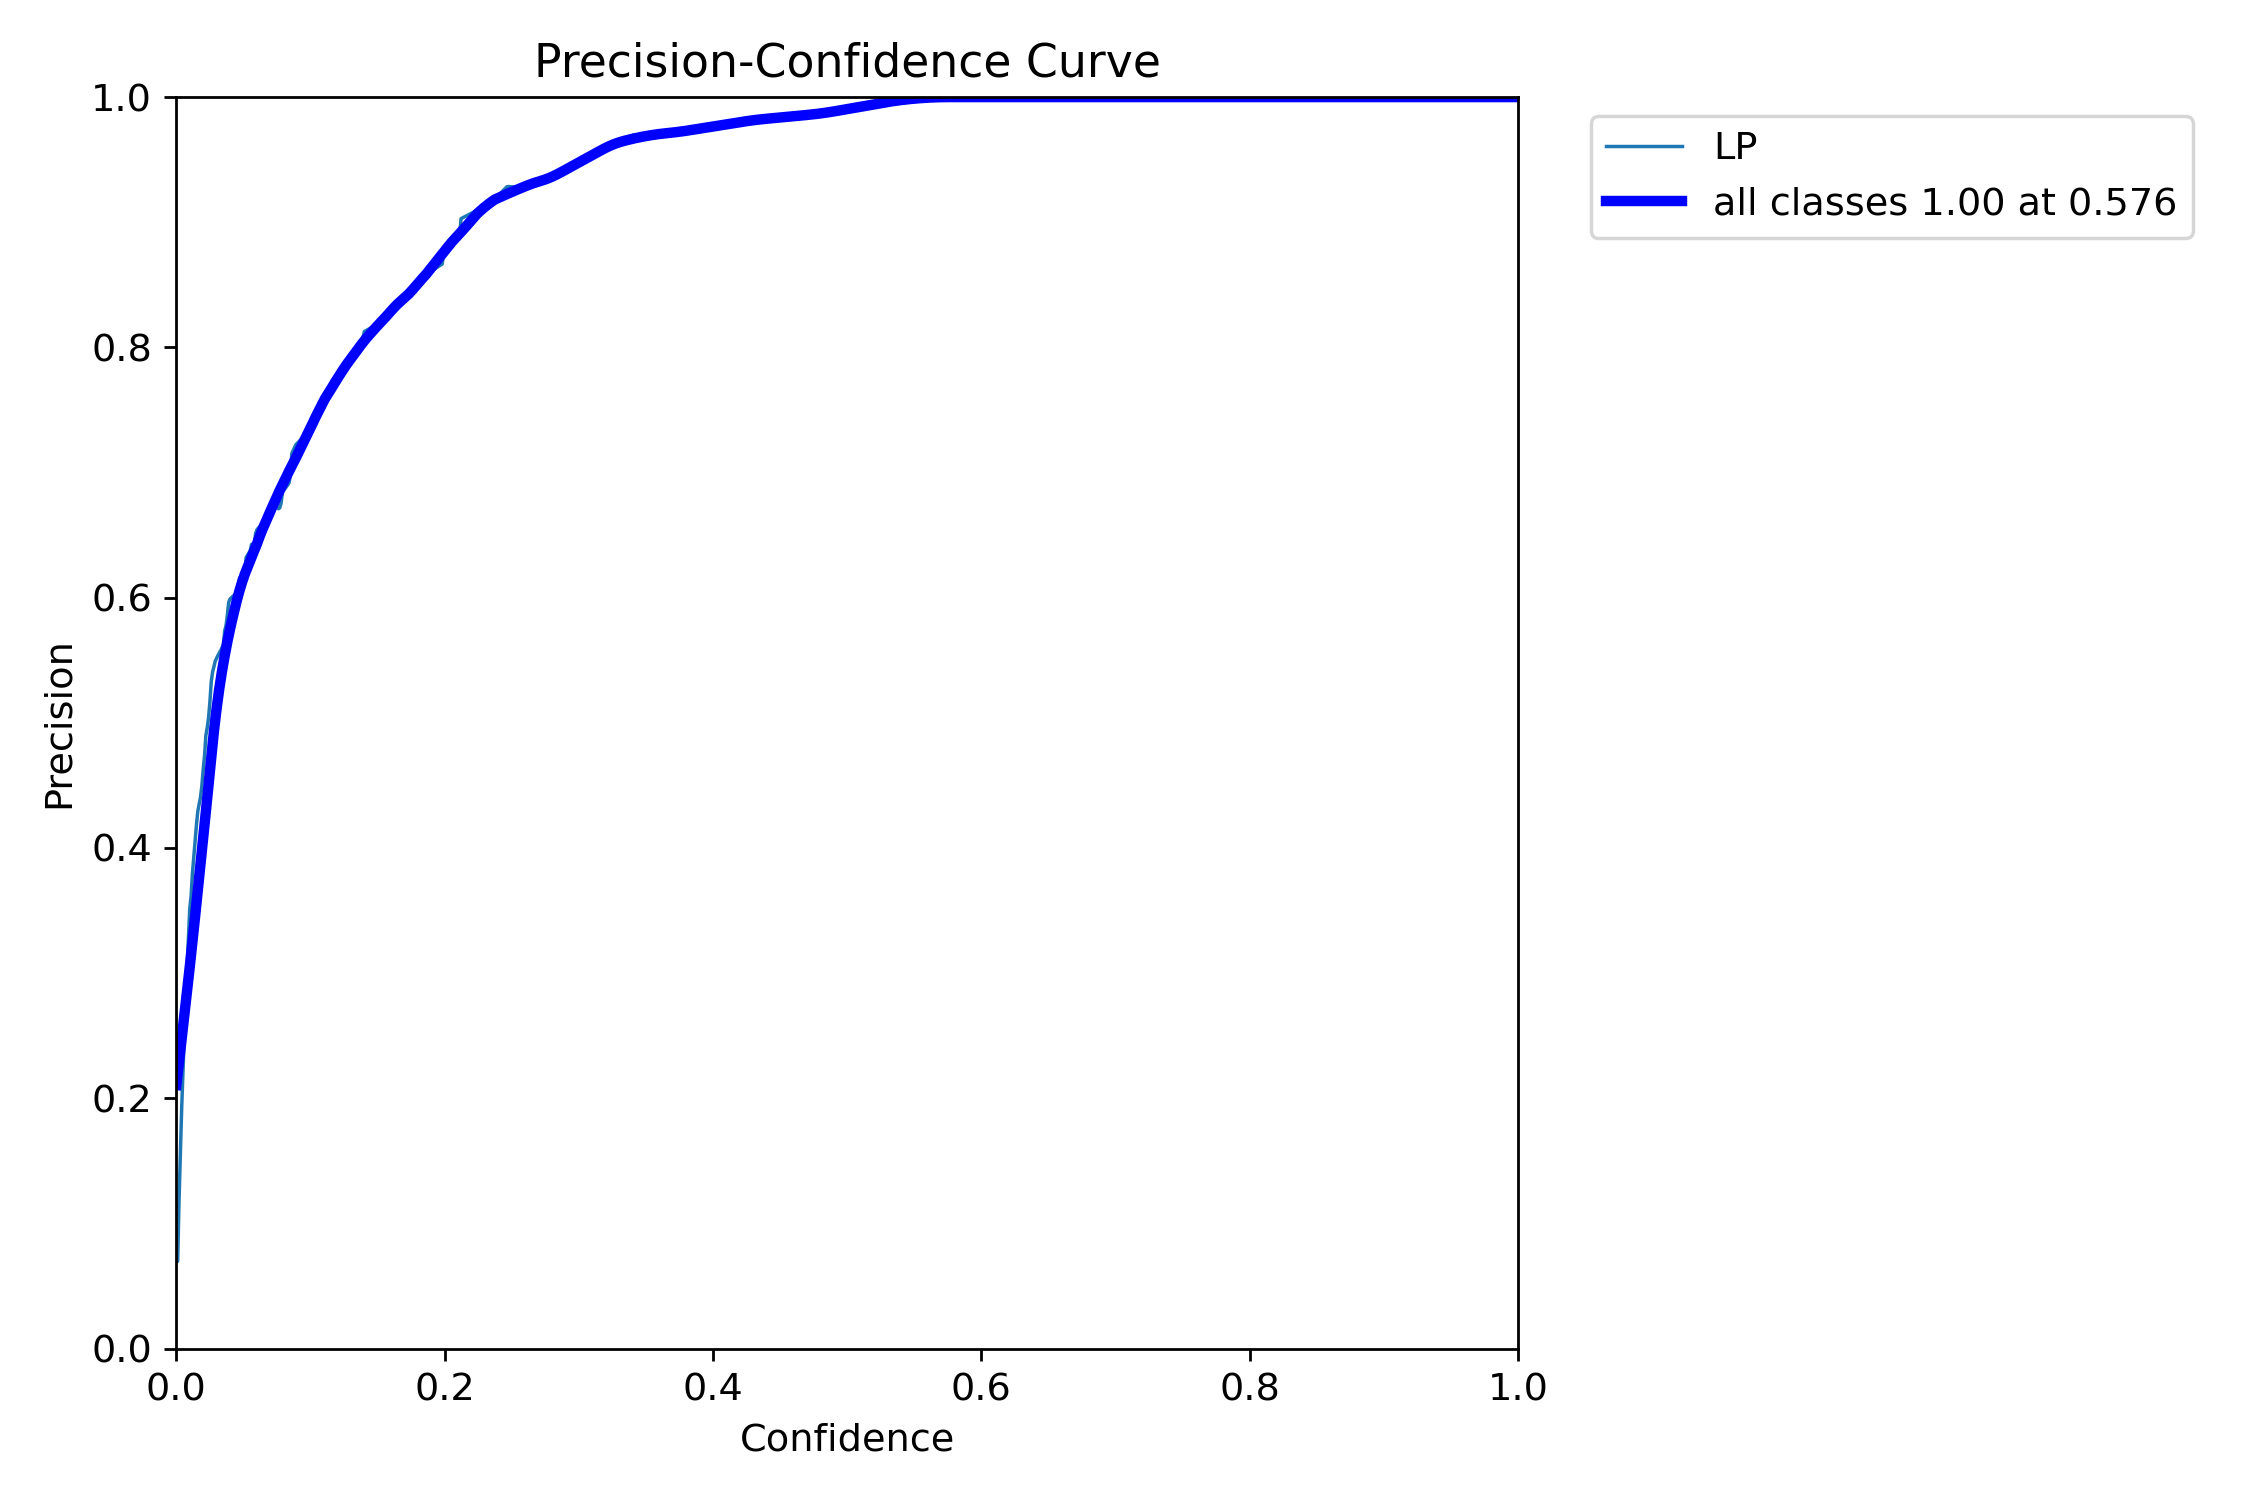 Precision-Confidence Curve
1.0
0.8
0.6
0.4
0.2
0.0
Precision
0.0 0.2 0.4 0.6 0.8 1.0
Confidence
LP
all classes 1.00 at 0.576